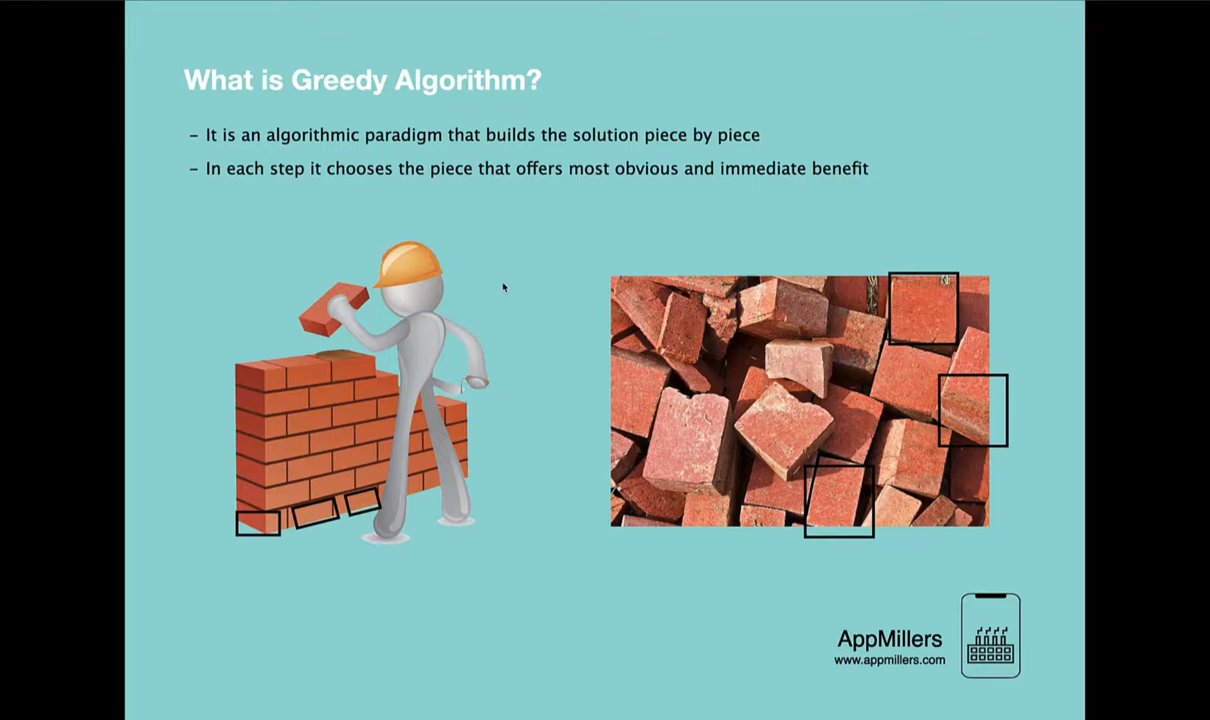 What is Greedy Algorithm?
– It is an algorithmic paradigm that builds the solution piece by piece
– In each step it chooses the piece that offers most obvious and immediate benefit
AppMillers
www.appmillers.com